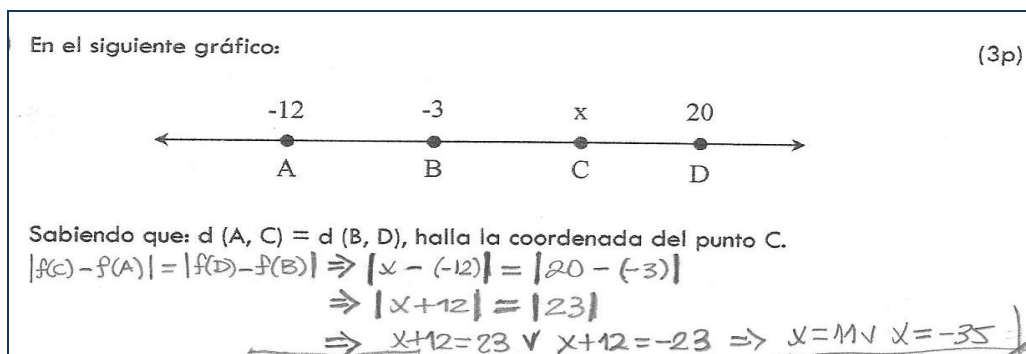 En el siguiente gráfico:
(3p)
-12 -3 x 20
A B C D
Sabiendo que: d (A, C) = d (B, D), halla la coordenada del punto C.
|f(C) - f(A)| = |f(D) - f(B)| ⇒ |x - (-12)| = |20 - (-3)|
⇒ |x+12| = |23|
⇒ x+12=23 ∨ x+12=-23 ⇒ x=11 ∨ x=-35